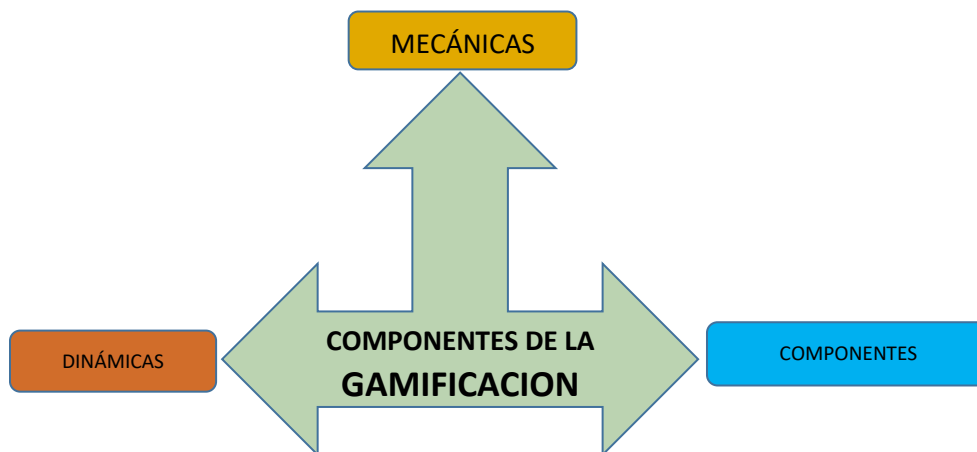 MECÁNICAS
COMPONENTES DE LA
GAMIFICACION
DINÁMICAS
COMPONENTES